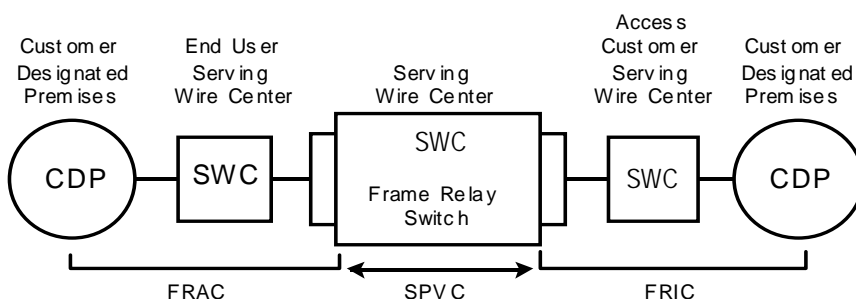 Customer
Designated
Premises
End User
Serving
Wire Center
Serving
Wire Center
Access
Customer
Serving
Wire Center
Customer
Designated
Premises
CDP
SWC
SWC
Frame Relay
Switch
SWC
CDP
FRAC
SPVC
FRIC